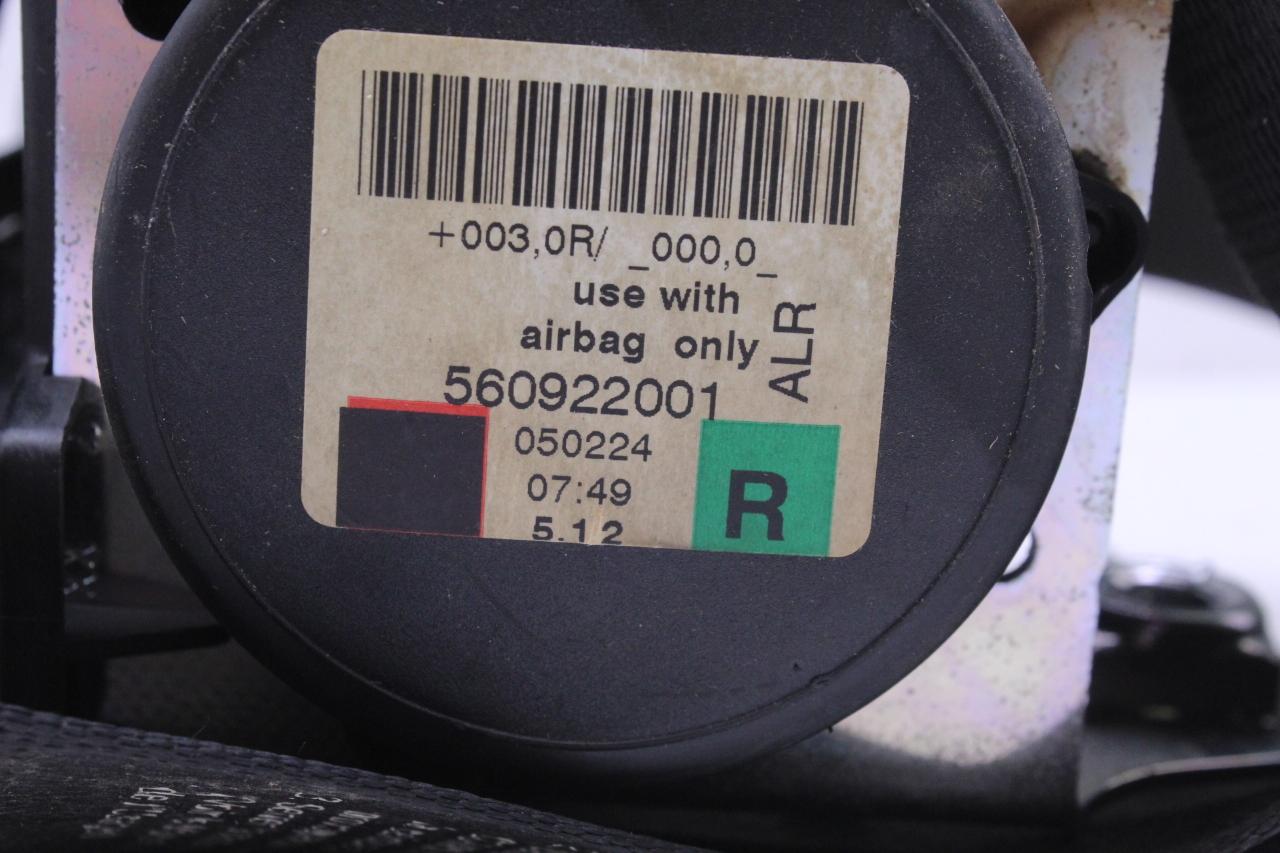 +003,0R/ _000,0_
use with
airbag only
ALR
560922001
050224
07:49
5.12
R